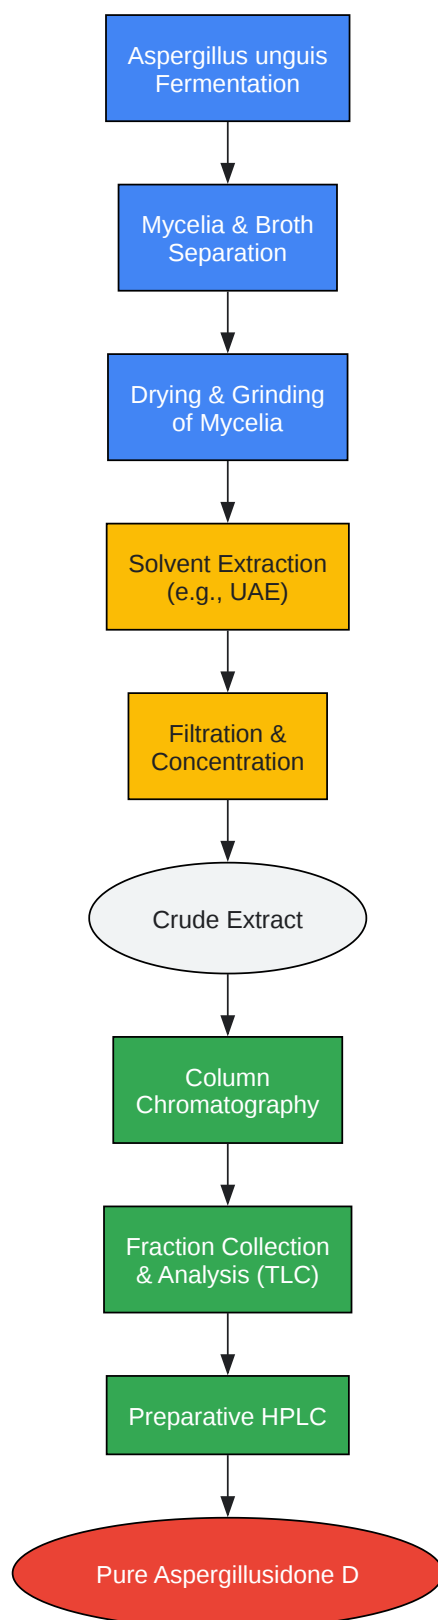 Aspergillus unguis
Fermentation
Mycelia & Broth
Separation
Drying & Grinding
of Mycelia
Solvent Extraction
(e.g., UAE)
Filtration &
Concentration
Crude Extract
Column
Chromatography
Fraction Collection
& Analysis (TLC)
Preparative HPLC
Pure Aspergillusidone D